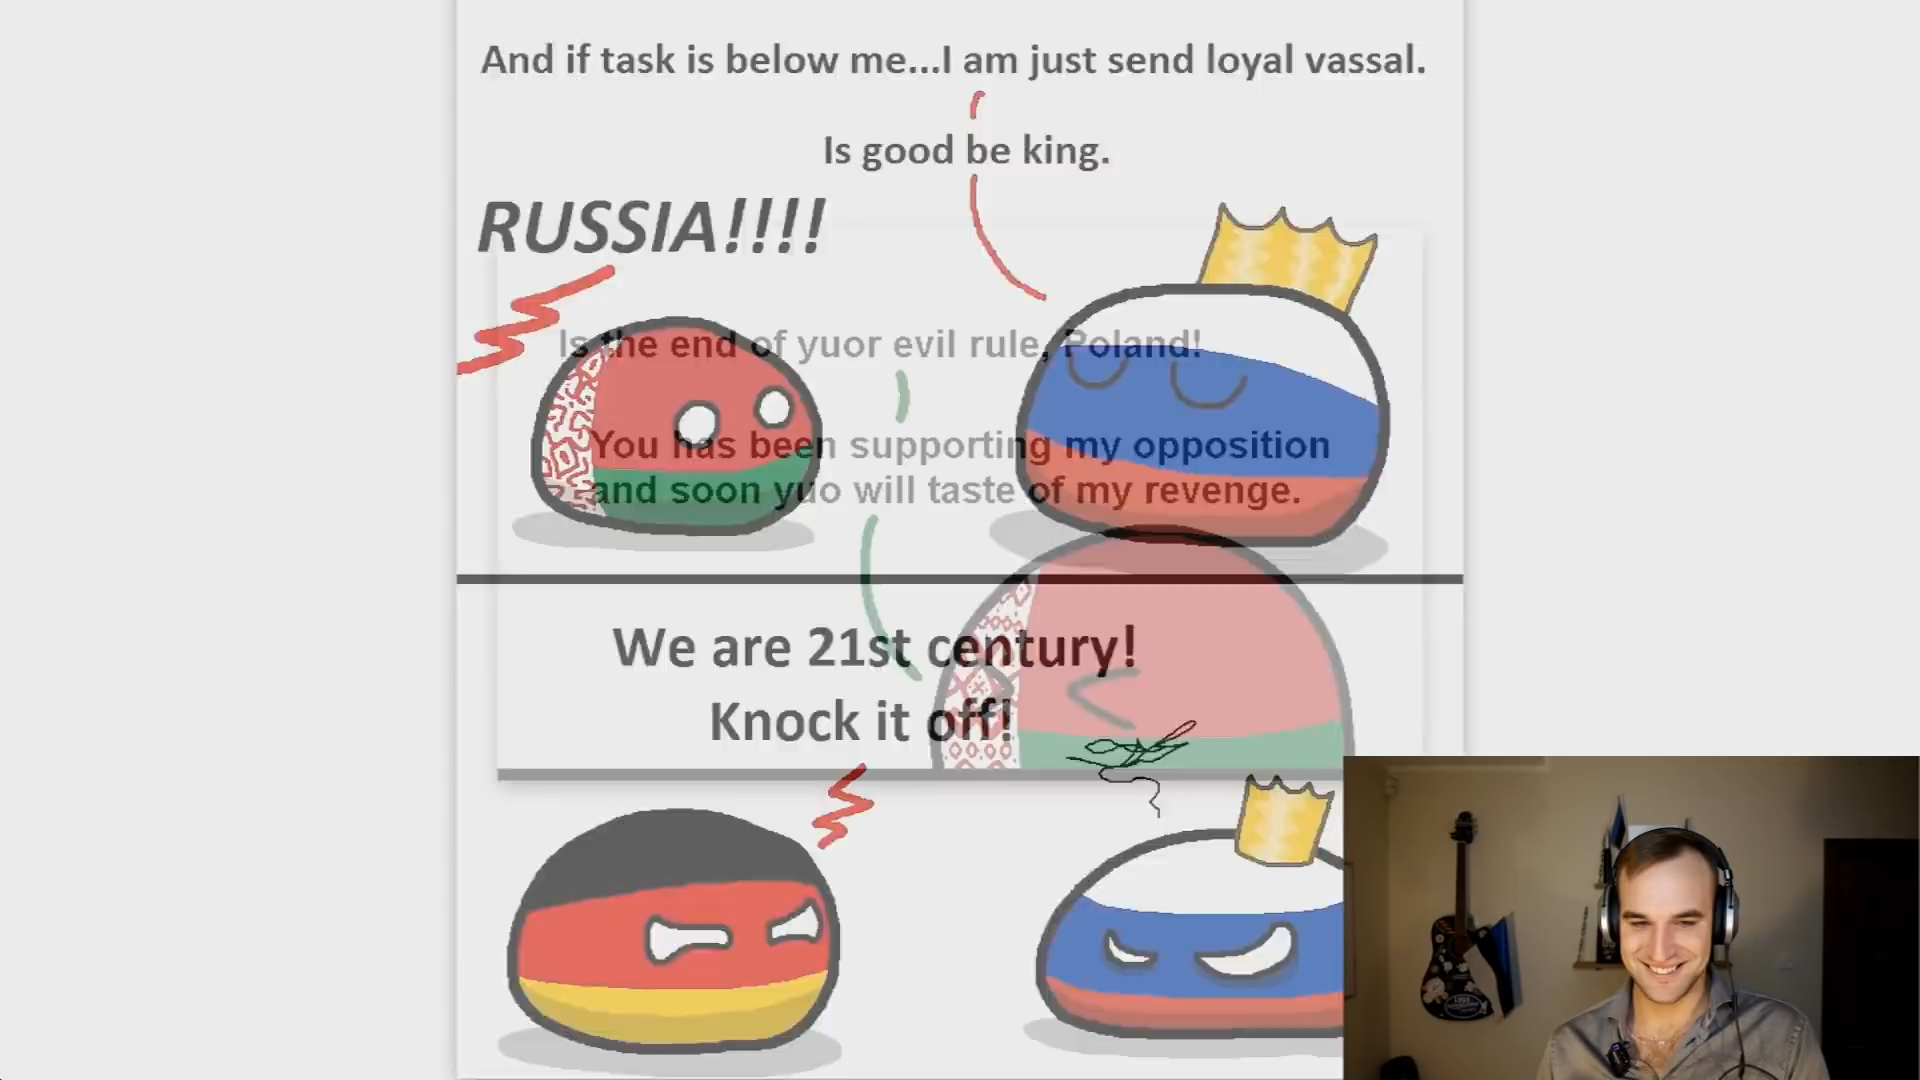 And if task is below me...I am just send loyal vassal.
Is good be king.
RUSSIA!!!!
Is the end of yuor evil rule, Poland!
You has been supporting my opposition
and soon yuo will taste of my revenge.
We are 21st century!
Knock it off!